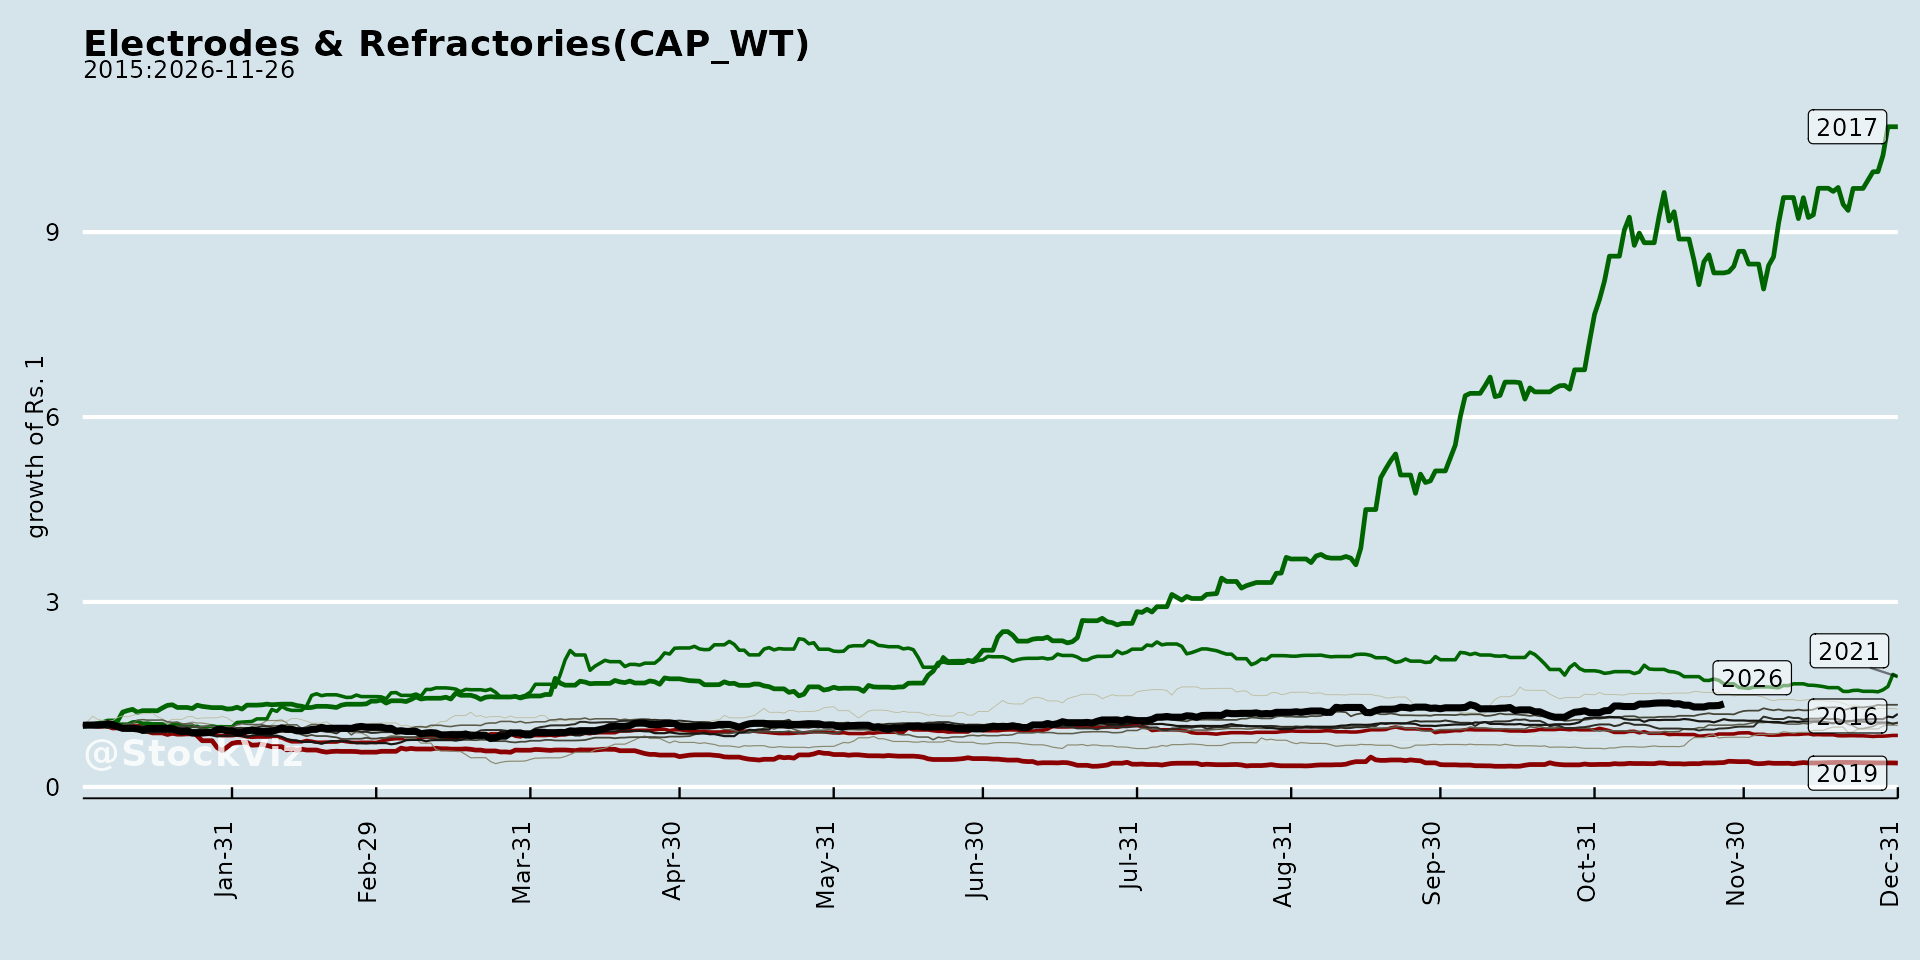 Electrodes & Refractories(CAP_WT)
2015:2026-11-26
growth of Rs. 1
9
6
3
0
2017
2021
2026
2016
2019
@StockViz
Jan-31
Feb-29
Mar-31
Apr-30
May-31
Jun-30
Jul-31
Aug-31
Sep-30
Oct-31
Nov-30
Dec-31